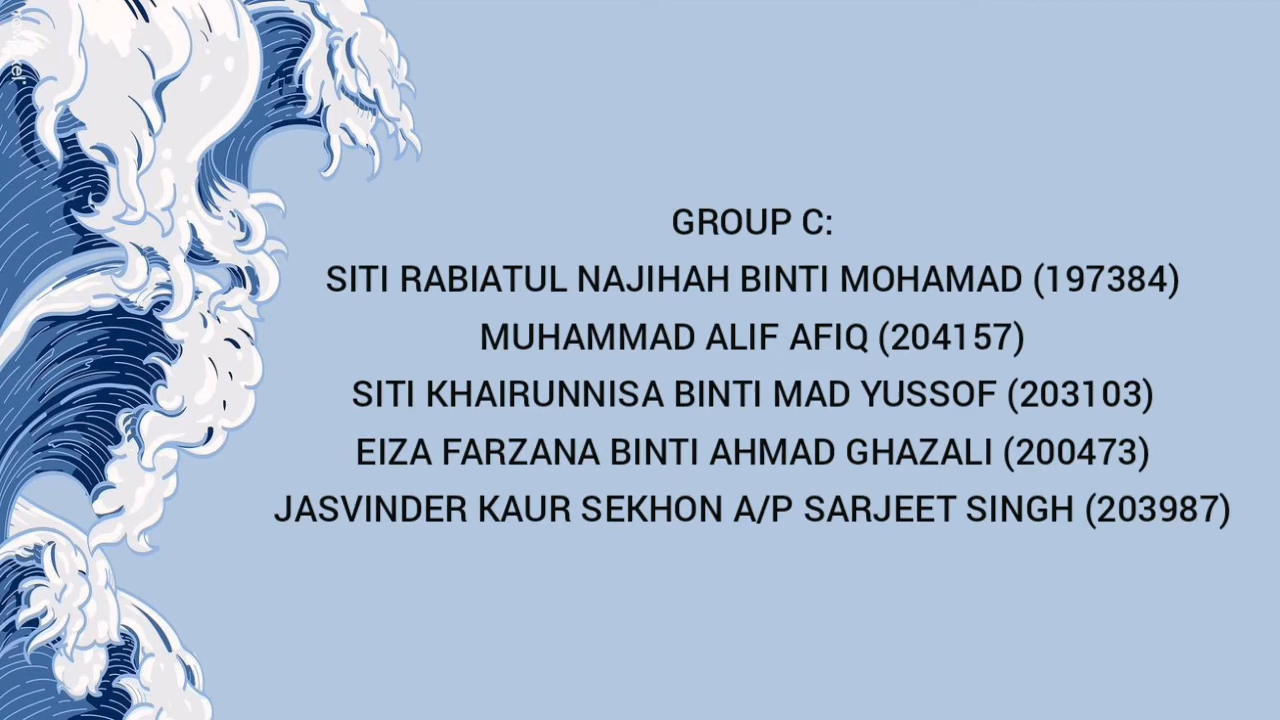 GROUP C:
SITI RABIATUL NAJIHAH BINTI MOHAMAD (197384)
MUHAMMAD ALIF AFIQ (204157)
SITI KHAIRUNNISA BINTI MAD YUSSOF (203103)
EIZA FARZANA BINTI AHMAD GHAZALI (200473)
JASVINDER KAUR SEKHON A/P SARJEET SINGH (203987)